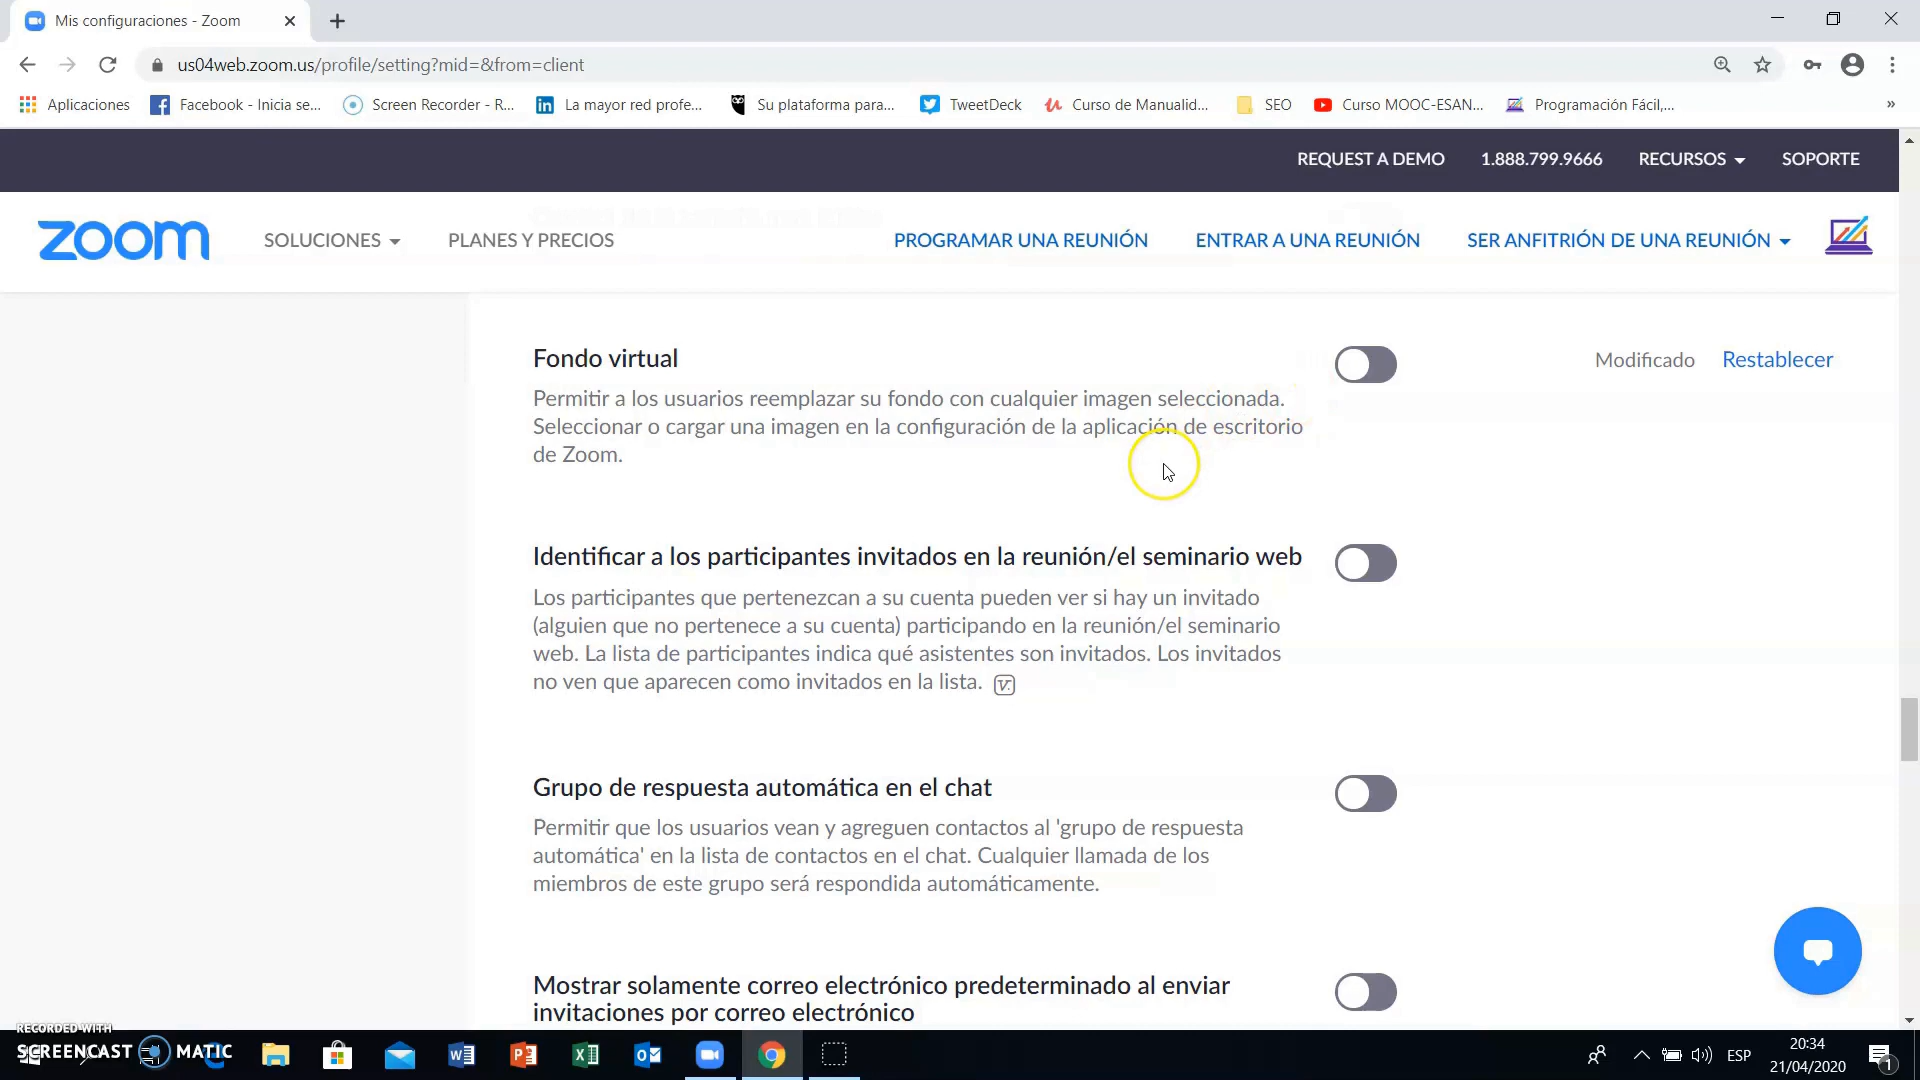 Mis configuraciones - Zoom
us04web.zoom.us/profile/setting?mid=&from=client
Aplicaciones
Facebook - Inicia se...
Screen Recorder - R...
La mayor red profe...
Su plataforma para...
TweetDeck
Curso de Manualid...
SEO
Curso MOOC-ESAN...
Programación Fácil,...
»
REQUEST A DEMO
1.888.799.9666
RECURSOS
SOPORTE
zoom
SOLUCIONES
PLANES Y PRECIOS
PROGRAMAR UNA REUNIÓN
ENTRAR A UNA REUNIÓN
SER ANFITRIÓN DE UNA REUNIÓN
Fondo virtual
Modificado
Restablecer
Permitir a los usuarios reemplazar su fondo con cualquier imagen seleccionada.
Seleccionar o cargar una imagen en la configuración de la aplicación de escritorio
de Zoom.
Identificar a los participantes invitados en la reunión/el seminario web
Los participantes que pertenezcan a su cuenta pueden ver si hay un invitado
(alguien que no pertenece a su cuenta) participando en la reunión/el seminario
web. La lista de participantes indica qué asistentes son invitados. Los invitados
no ven que aparecen como invitados en la lista.
Grupo de respuesta automática en el chat
Permitir que los usuarios vean y agreguen contactos al 'grupo de respuesta
automática' en la lista de contactos en el chat. Cualquier llamada de los
miembros de este grupo será respondida automáticamente.
Mostrar solamente correo electrónico predeterminado al enviar
invitaciones por correo electrónico
RECORDED WITH
SCREENCAST MATIC
ESP
20:34
21/04/2020
1